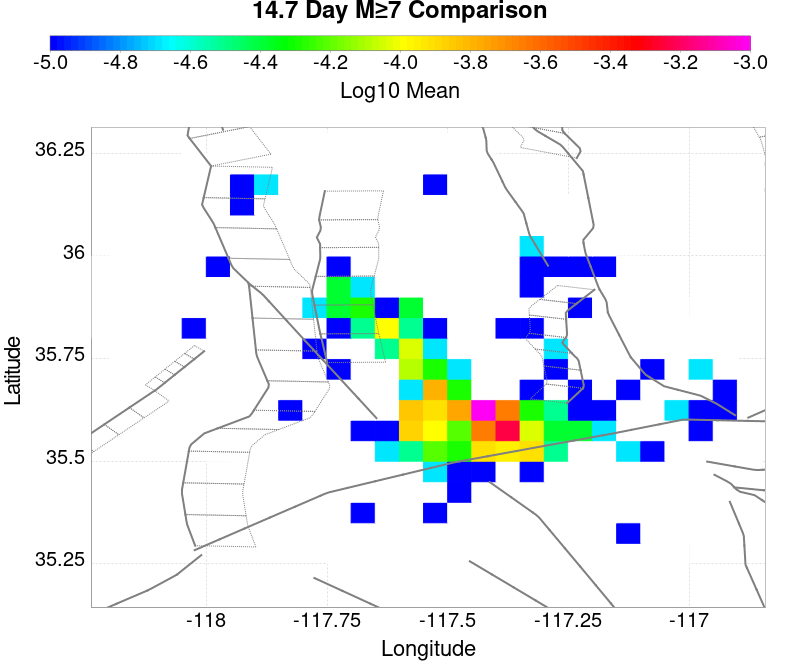 14.7 Day M≥7 Comparison
-5.0 -4.8 -4.6 -4.4 -4.2 -4.0 -3.8 -3.6 -3.4 -3.2 -3.0
Log10 Mean
36.25
36
35.75
35.5
35.25
Latitude
-118 -117.75 -117.5 -117.25 -117
Longitude